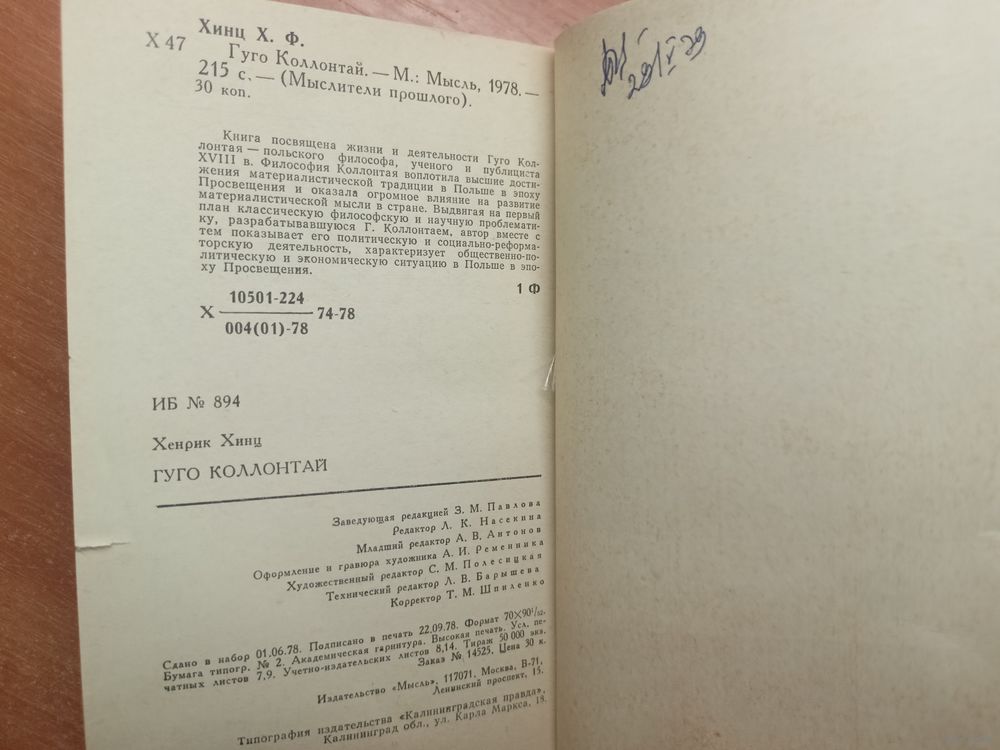 Хинц Х. Ф.
Х 47
Гуго Коллонтай. — М.: Мысль, 1978. —
215 с. — (Мыслители прошлого).
30 коп.
Книга посвящена жизни и деятельности Гуго Кол-
лонтая — польского философа, ученого и публициста
XVIII в. Философия Коллонтая воплотила высшие дости-
жения материалистической традиции в Польше в эпоху
Просвещения и оказала огромное влияние на развитие
материалистической мысли в стране. Выдвигая на первый
план классическую философскую и научную проблемати-
ку, разрабатывавшуюся Г. Коллонтаем, автор вместе с
тем показывает его политическую и социально-реформа-
торскую деятельность, характеризует общественно-по-
литическую и экономическую ситуацию в Польше в эпо-
ху Просвещения.
1 Ф
10501-224
Х 74-78
004(01)-78
ИБ № 894
Хенрик Хинц
ГУГО КОЛЛОНТАЙ
Заведующая редакцией З. М. Павлова
Редактор Л. К. Насекина
Младший редактор А. В. Антонов
Оформление и гравюра художника А. И. Ременника
Художественный редактор С. М. Полесицкая
Технический редактор Л. В. Барышева
Корректор Т. М. Шпиленко
Сдано в набор 01.06.78. Подписано в печать 22.09.78. Формат 70×90¹/₃₂.
Бумага типогр. № 2. Академическая гарнитура. Высокая печать. Усл. пе-
чатных листов 7,9. Учетно-издательских листов 8,14. Тираж 50 000 экз.
Заказ № 14525. Цена 30 к.
Издательство «Мысль». 117071. Москва, В-71,
Ленинский проспект, 15.
Типография издательства «Калининградская правда»,
Калининград обл., ул. Карла Маркса, 18.